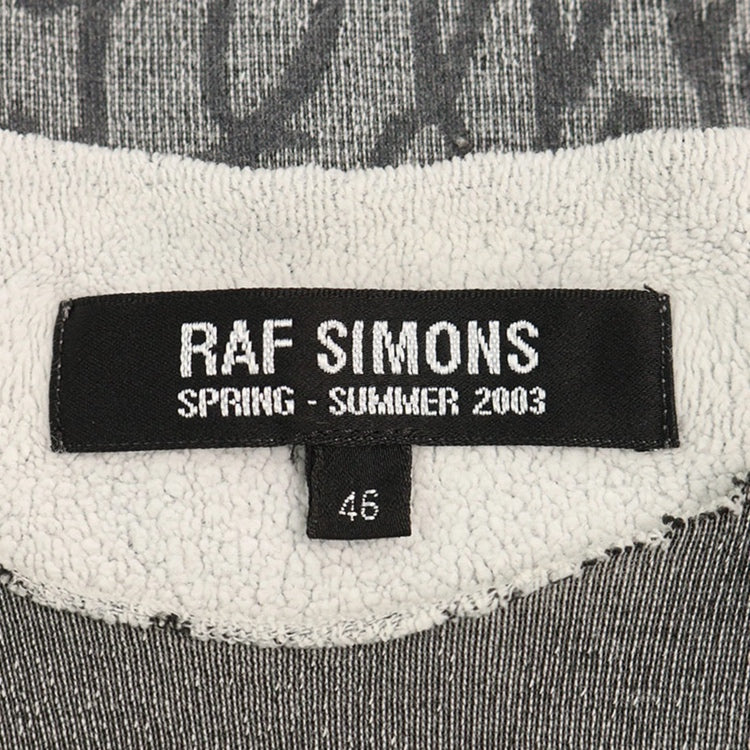 RAF SIMONS
SPRING - SUMMER 2003
46